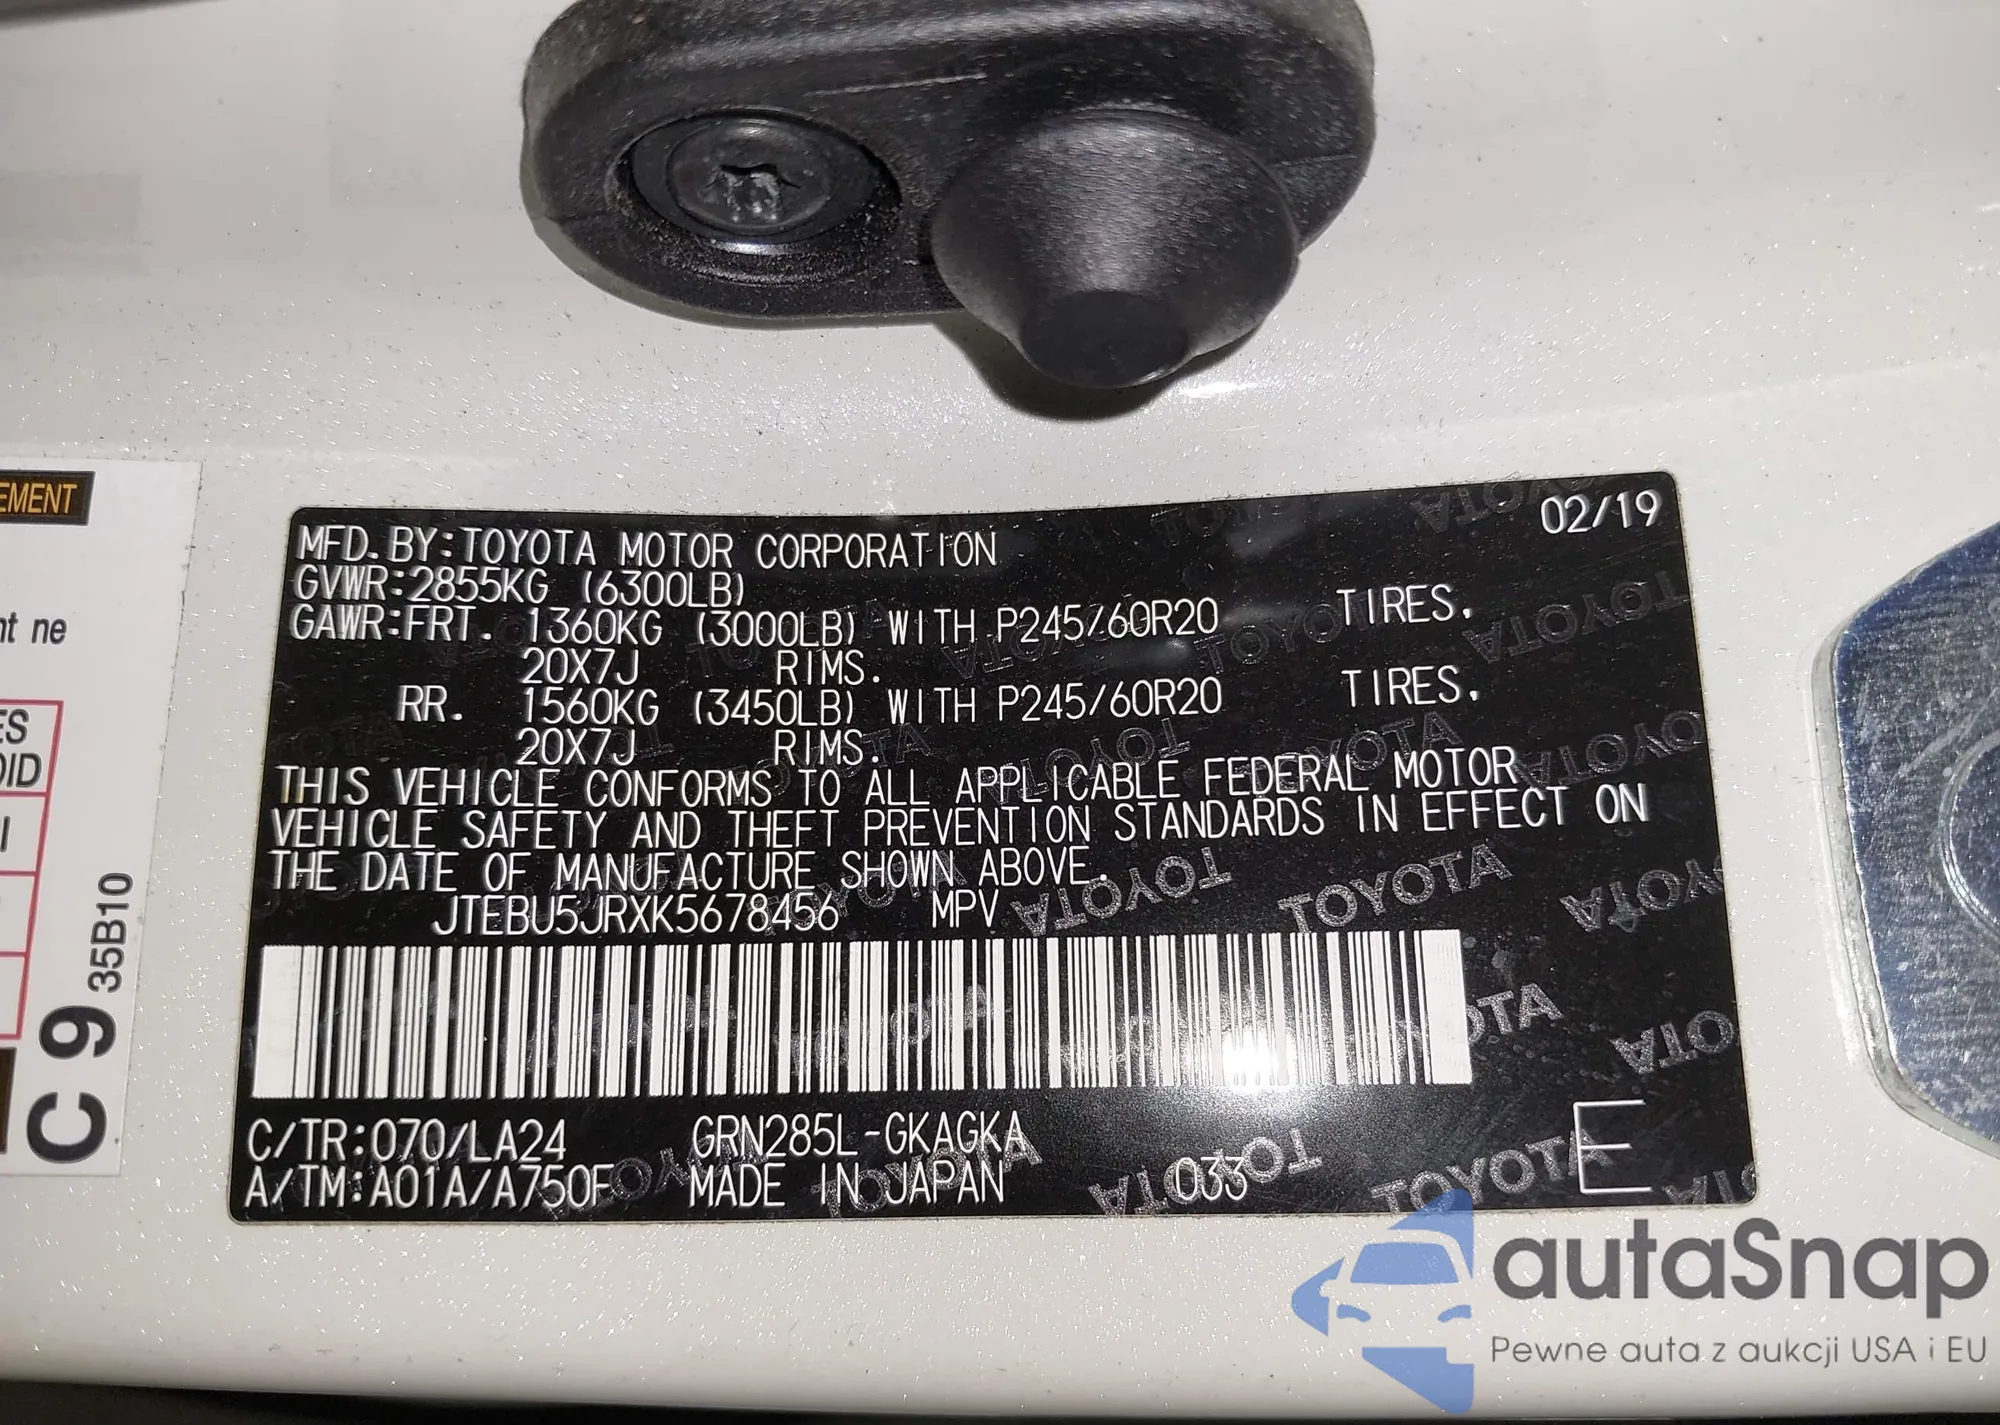 02/19
MFD.BY:TOYOTA MOTOR CORPORATION
GVWR:2855KG (6300LB)
GAWR:FRT. 1360KG (3000LB) WITH P245/60R20 TIRES.
20X7J RIMS.
RR. 1560KG (3450LB) WITH P245/60R20 TIRES.
20X7J RIMS.
THIS VEHICLE CONFORMS TO ALL APPLICABLE FEDERAL MOTOR
VEHICLE SAFETY AND THEFT PREVENTION STANDARDS IN EFFECT ON
THE DATE OF MANUFACTURE SHOWN ABOVE.
JTEBU5JRXK5678456 MPV
C/TR:070/LA24 GRN285L-GKAGKA
A/TM:A01A/A750F MADE IN JAPAN 033 E
EMENT
nt ne
ES
OID
C 9 35B10
TOYOTA
autaSnap
Pewne auta z aukcji USA i EU